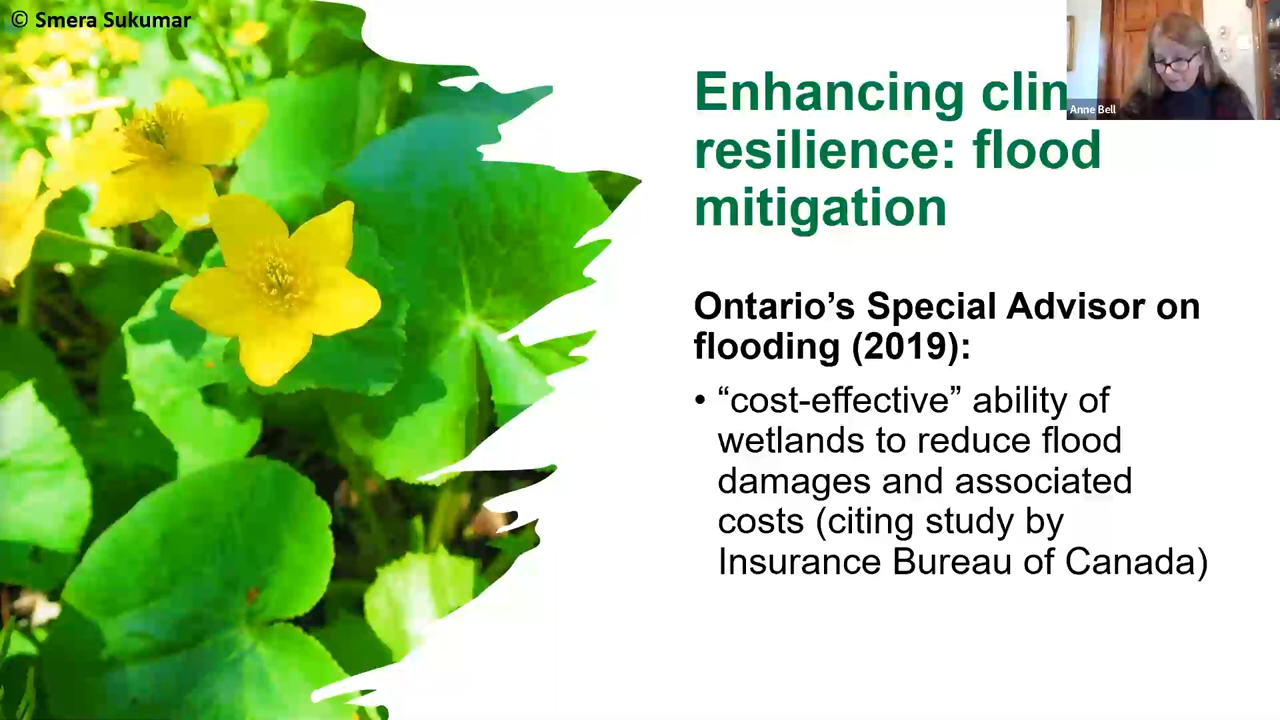 © Smera Sukumar
Anne Bell
Enhancing clim
resilience: flood
mitigation
Ontario’s Special Advisor on
flooding (2019):
• “cost-effective” ability of
wetlands to reduce flood
damages and associated
costs (citing study by
Insurance Bureau of Canada)